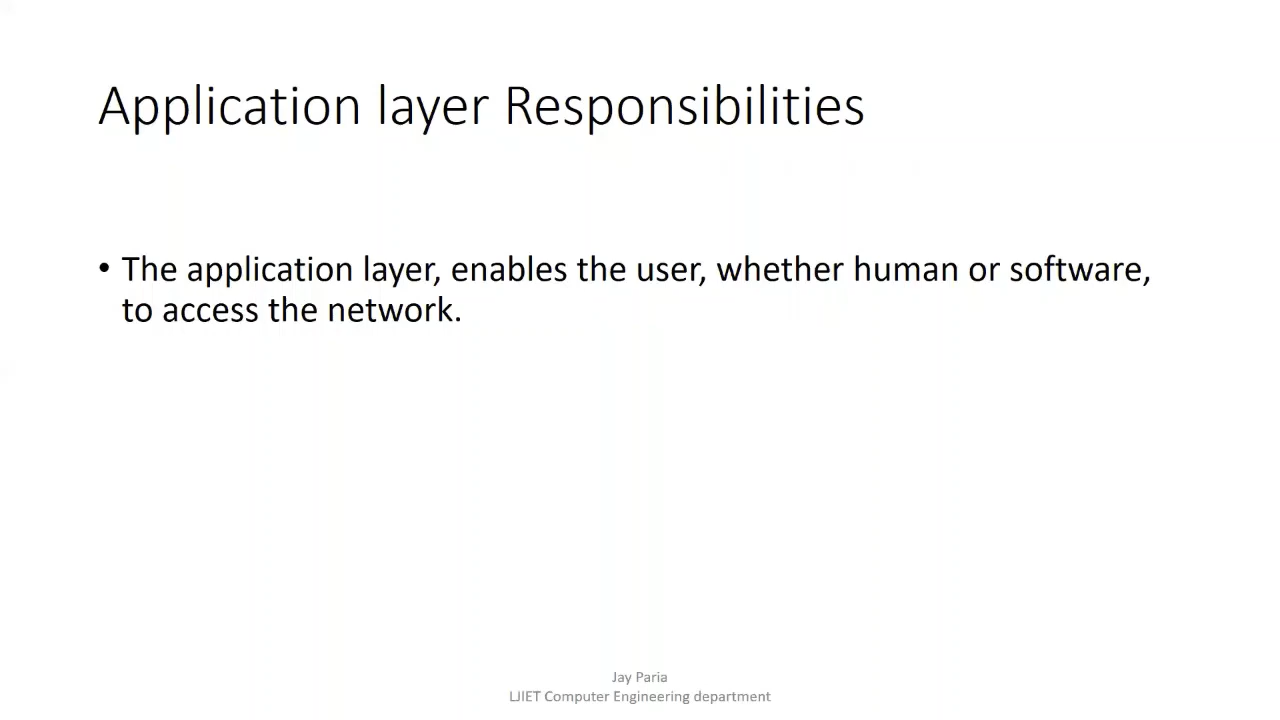 Application layer Responsibilities
• The application layer, enables the user, whether human or software,
to access the network.
Jay Paria
LJIET Computer Engineering department